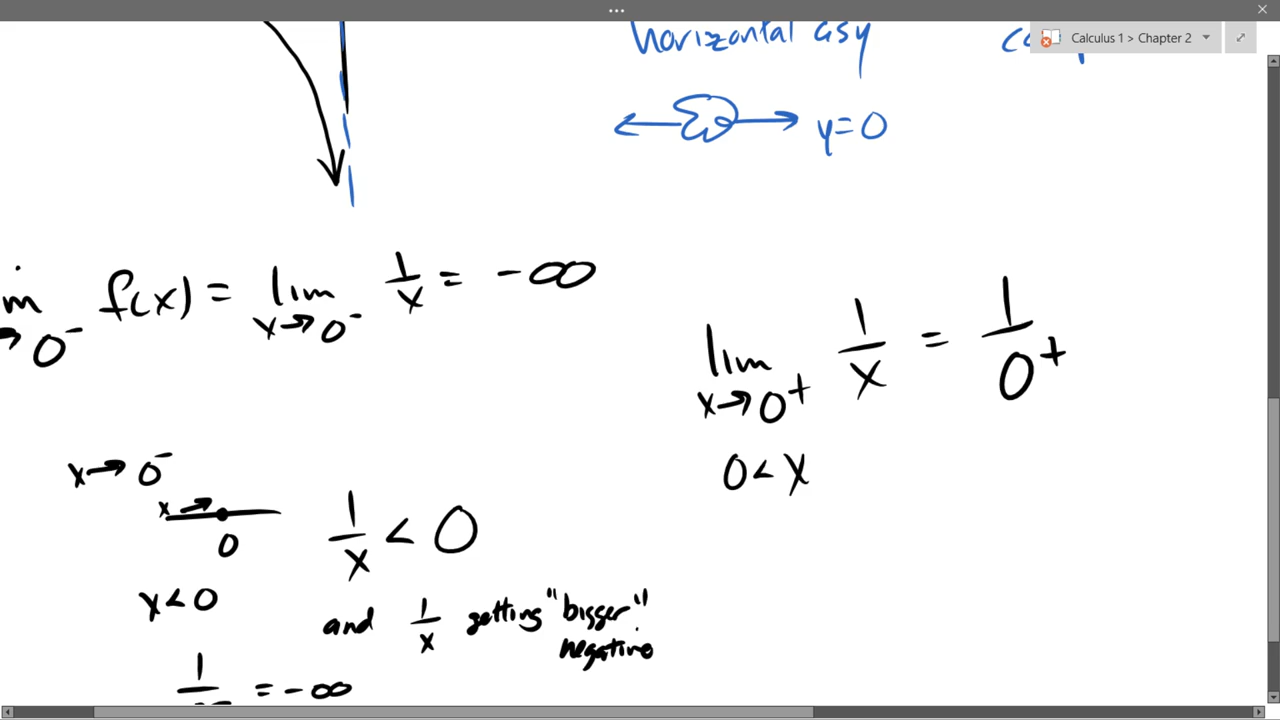 horizontal asy
Calculus 1 > Chapter 2
y=0
f(x) = lim 1/x = -∞
x→0⁻
0⁻
lim 1/x = 1/0⁺
x→0⁺
0<x
x→0⁻
x→
0
1/x < 0
x<0
and 1/x getting "bigger"
negative
1
= -∞